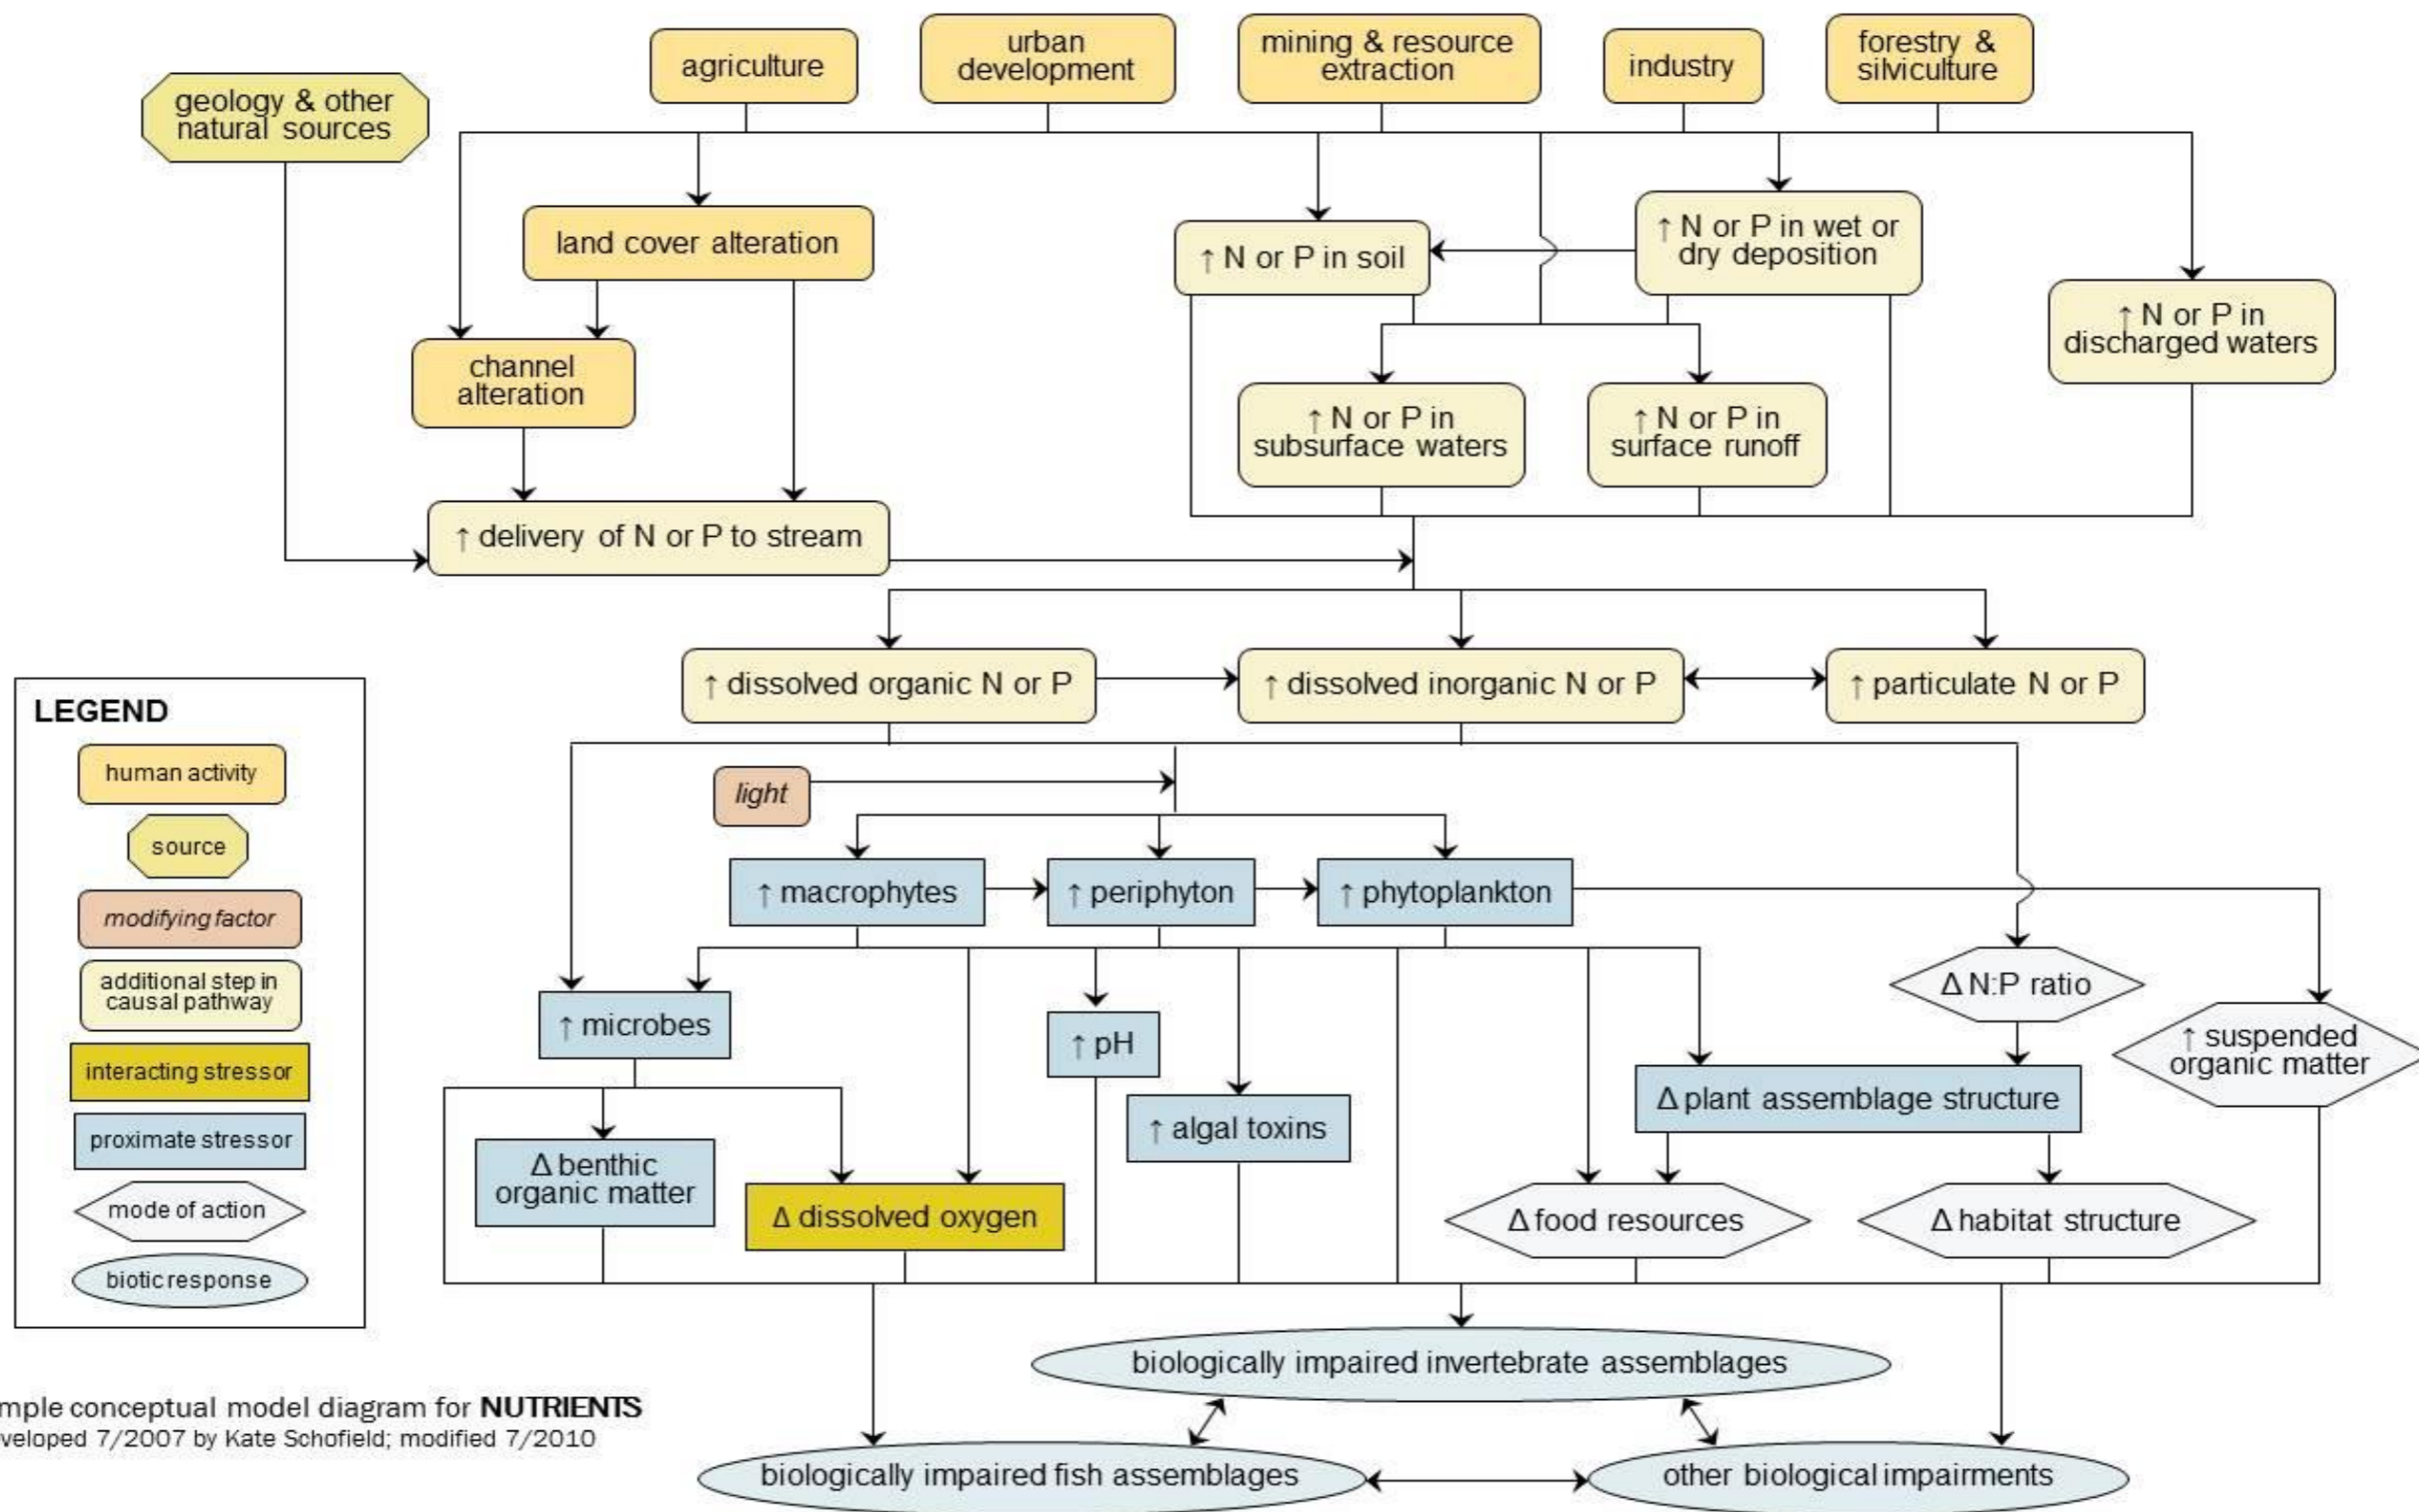 agriculture
urban
development
mining & resource
extraction
industry
forestry &
silviculture
geology & other
natural sources
land cover alteration
↑ N or P in soil
↑ N or P in wet or
dry deposition
channel
alteration
↑ N or P in
discharged waters
↑ N or P in
subsurface waters
↑ N or P in
surface runoff
↑ delivery of N or P to stream
↑ dissolved organic N or P
↑ dissolved inorganic N or P
↑ particulate N or P
LEGEND
human activity
source
modifying factor
additional step in
causal pathway
interacting stressor
proximate stressor
mode of action
biotic response
light
↑ macrophytes
↑ periphyton
↑ phytoplankton
Δ N:P ratio
↑ microbes
↑ pH
↑ suspended
organic matter
↑ algal toxins
Δ plant assemblage structure
Δ benthic
organic matter
Δ dissolved oxygen
Δ food resources
Δ habitat structure
biologically impaired invertebrate assemblages
biologically impaired fish assemblages
other biological impairments
mple conceptual model diagram for NUTRIENTS
veloped 7/2007 by Kate Schofield; modified 7/2010